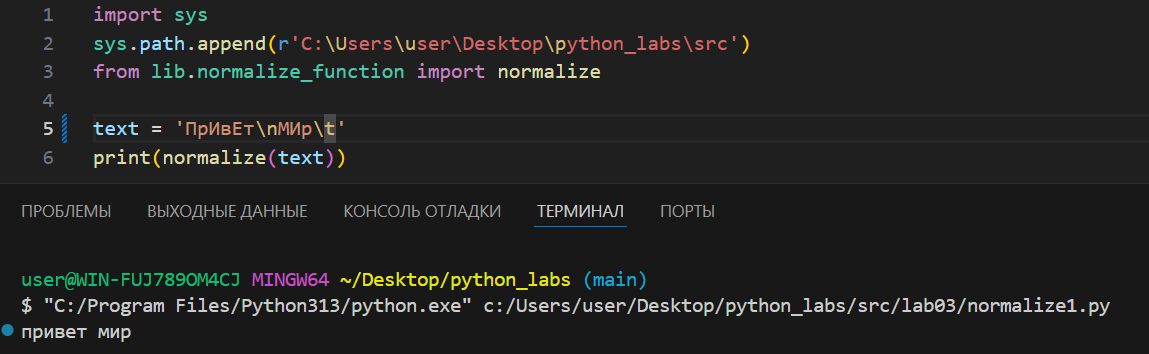 1 import sys
2 sys.path.append(r'C:\Users\user\Desktop\python_labs\src')
3 from lib.normalize_function import normalize
4
5 text = 'ПрИвЕт\nМИр\t'
6 print(normalize(text))
ПРОБЛЕМЫ ВЫХОДНЫЕ ДАННЫЕ КОНСОЛЬ ОТЛАДКИ ТЕРМИНАЛ ПОРТЫ
user@WIN-FUJ789OM4CJ MINGW64 ~/Desktop/python_labs (main)
$ "C:/Program Files/Python313/python.exe" c:/Users/user/Desktop/python_labs/src/lab03/normalize1.py
привет мир